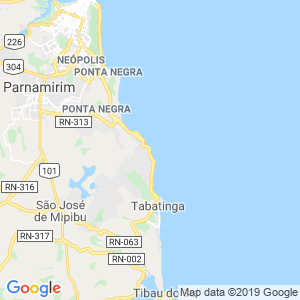 226
NEÓPOLIS
304
PONTA NEGRA
Parnamirim
PONTA NEGRA
RN-313
101
RN-316
São José
de Mipibu
Tabatinga
RN-317
RN-063
RN-002
Tibau do
Google
Map data ©2019 Google